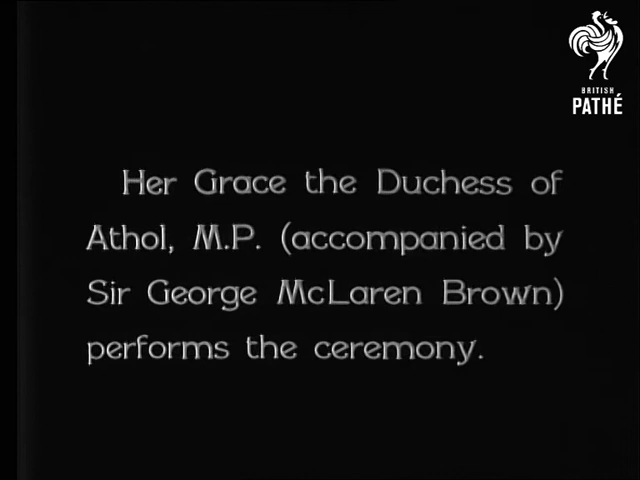 BRITISH
PATHÉ
Her Grace the Duchess of
Athol, M.P. (accompanied by
Sir George McLaren Brown)
performs the ceremony.